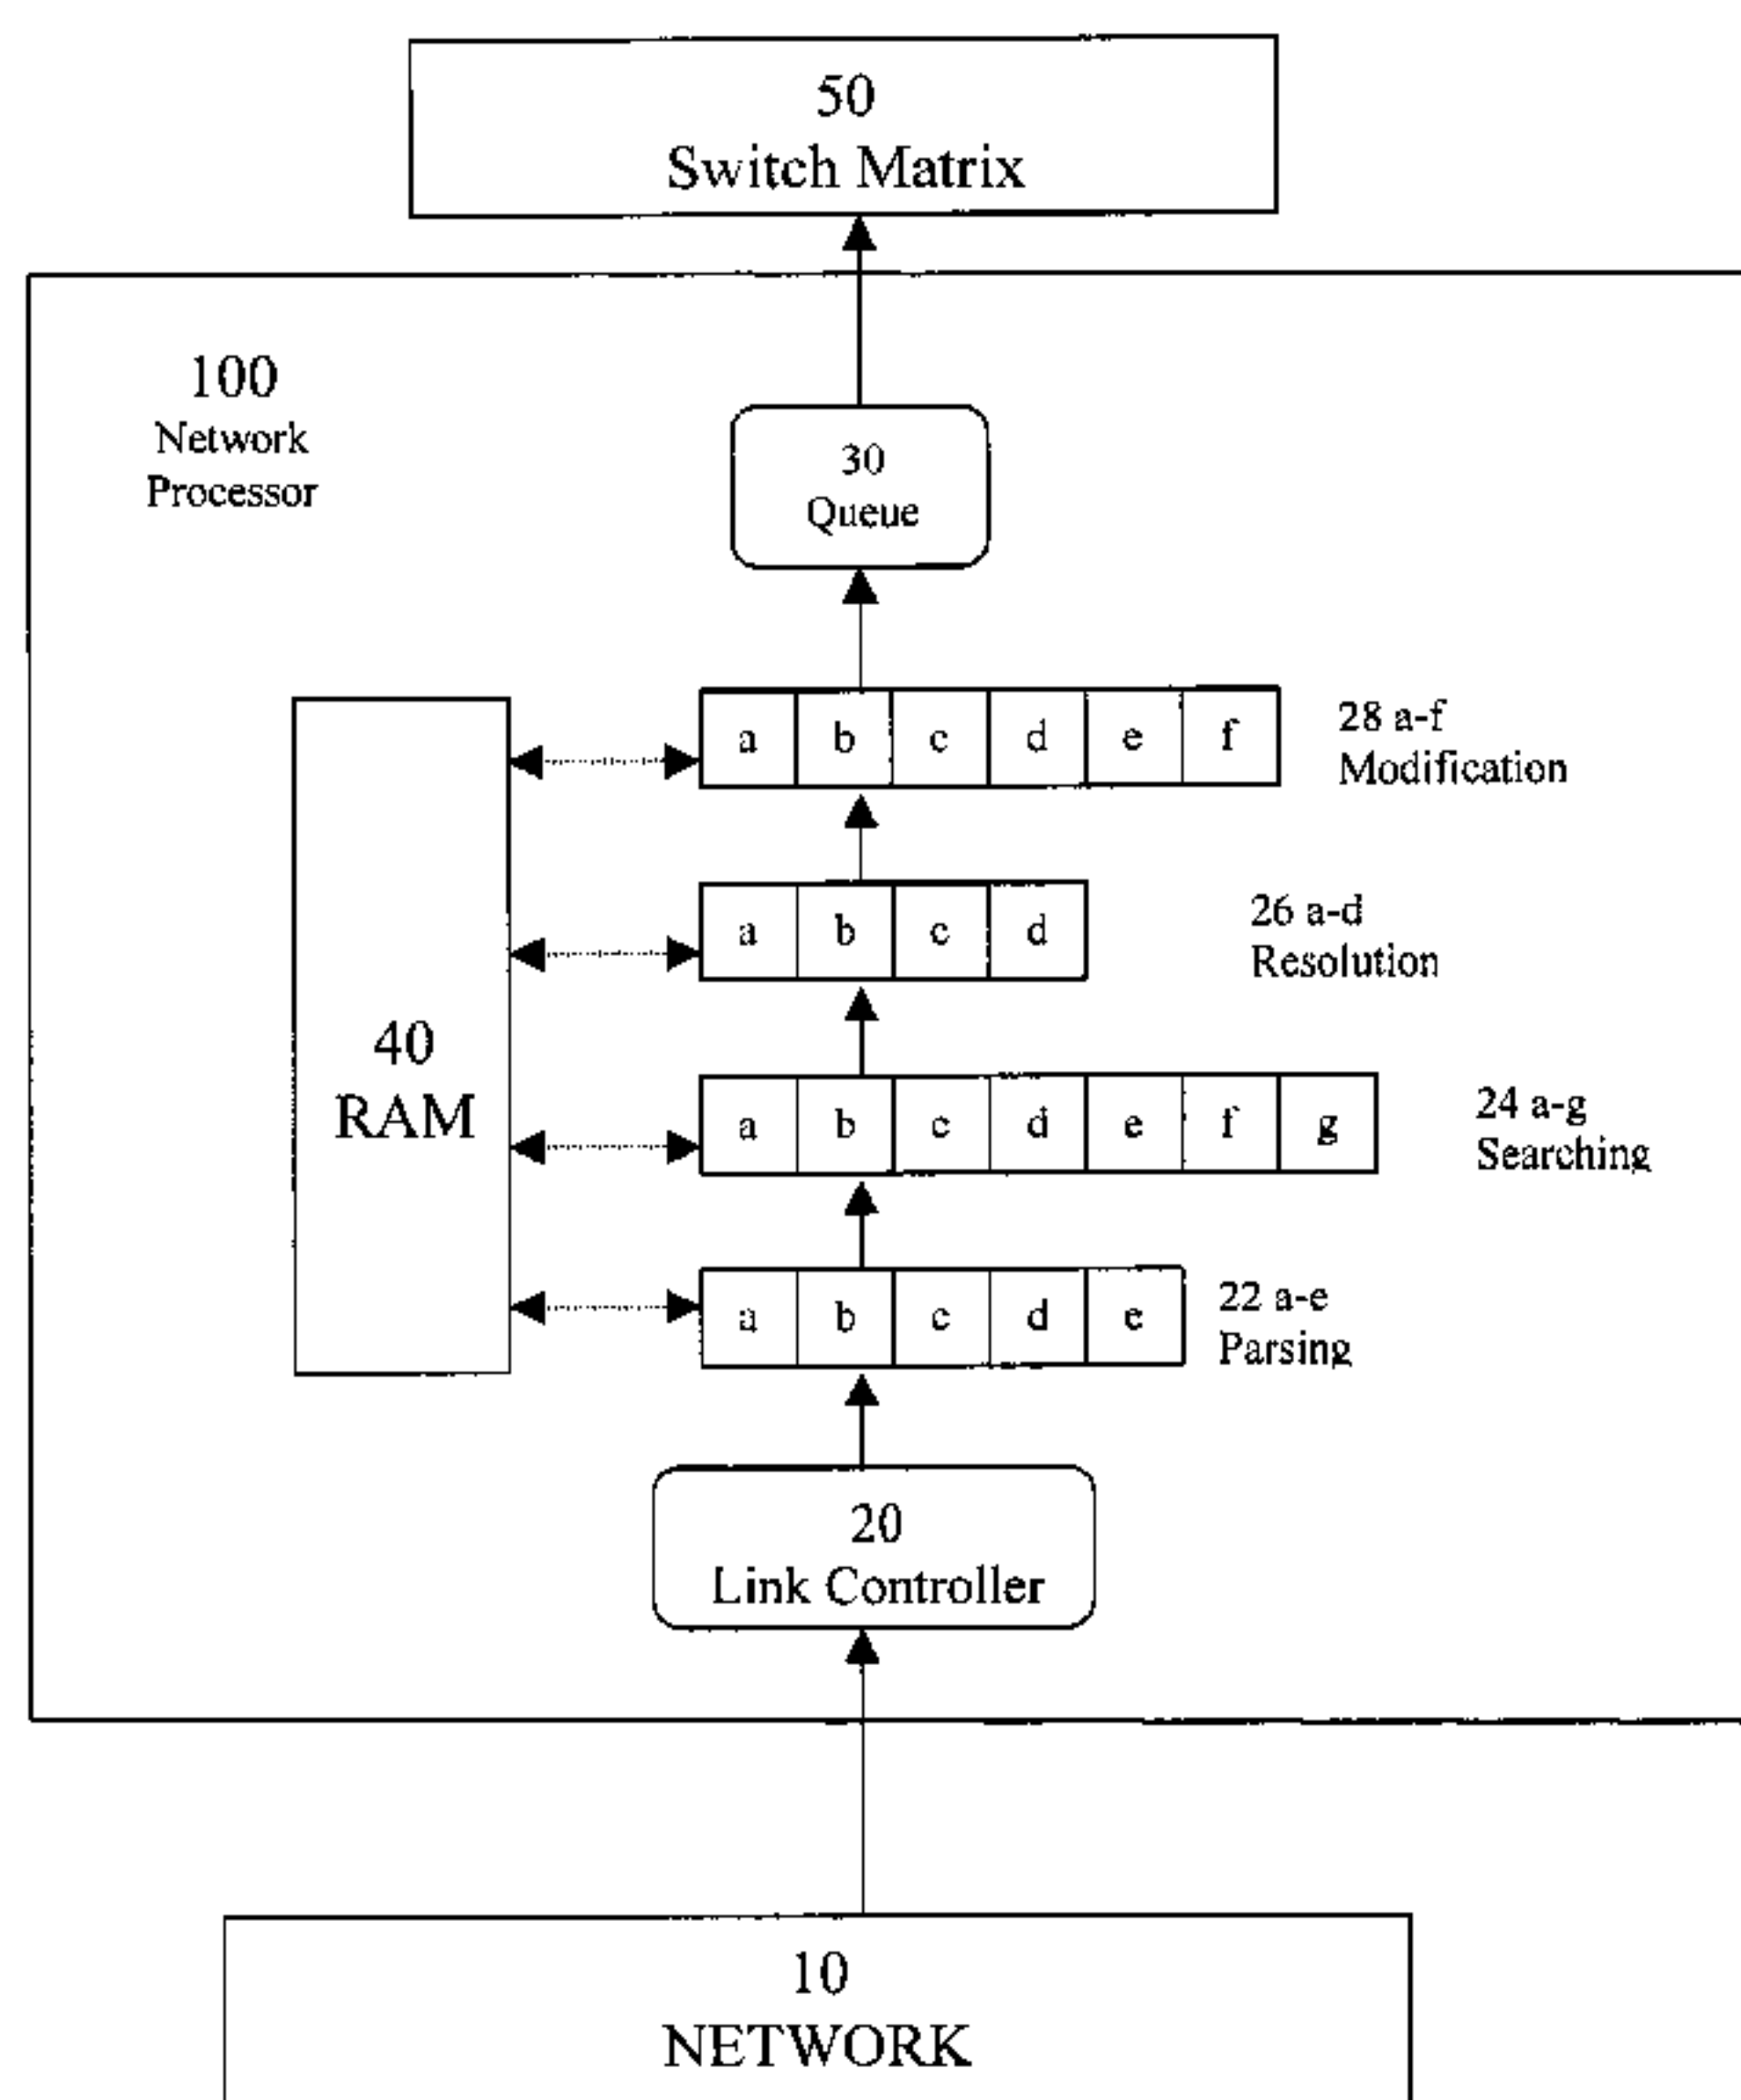 50
Switch Matrix
100
Network
Processor
30
Queue
a b c d e f
28 a-f
Modification
a b c d
26 a-d
Resolution
40
RAM
a b c d e f g
24 a-g
Searching
a b c d e
22 a-e
Parsing
20
Link Controller
10
NETWORK